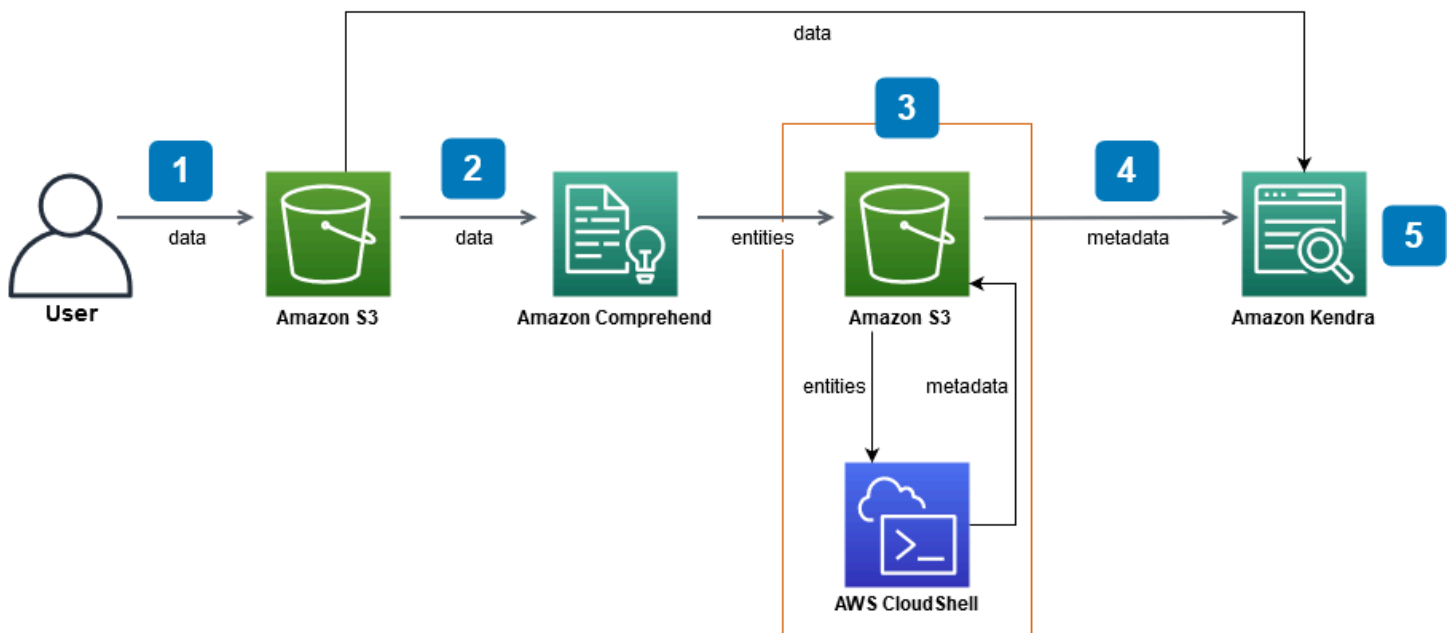 data
3
1
2
4
5
data
data
entities
metadata
User
Amazon S3
Amazon Comprehend
Amazon S3
Amazon Kendra
entities
metadata
AWS CloudShell